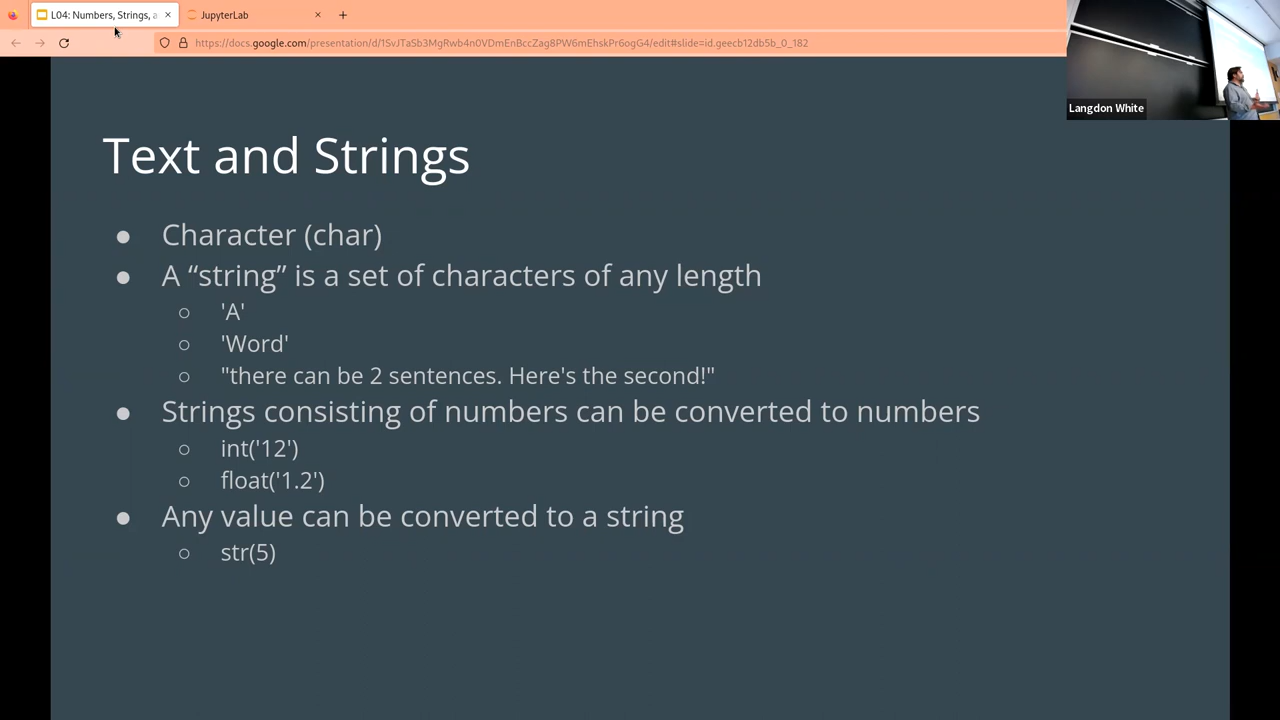 L04: Numbers, Strings, a
JupyterLab
https://docs.google.com/presentation/d/1SvJTaSb3MgRwb4n0VDmEnBccZag8PW6mEhskPr6ogG4/edit#slide=id.geecb12db5b_0_182
Langdon White
Text and Strings
● Character (char)
● A “string” is a set of characters of any length
○ 'A'
○ 'Word'
○ "there can be 2 sentences. Here's the second!"
● Strings consisting of numbers can be converted to numbers
○ int('12')
○ float('1.2')
● Any value can be converted to a string
○ str(5)